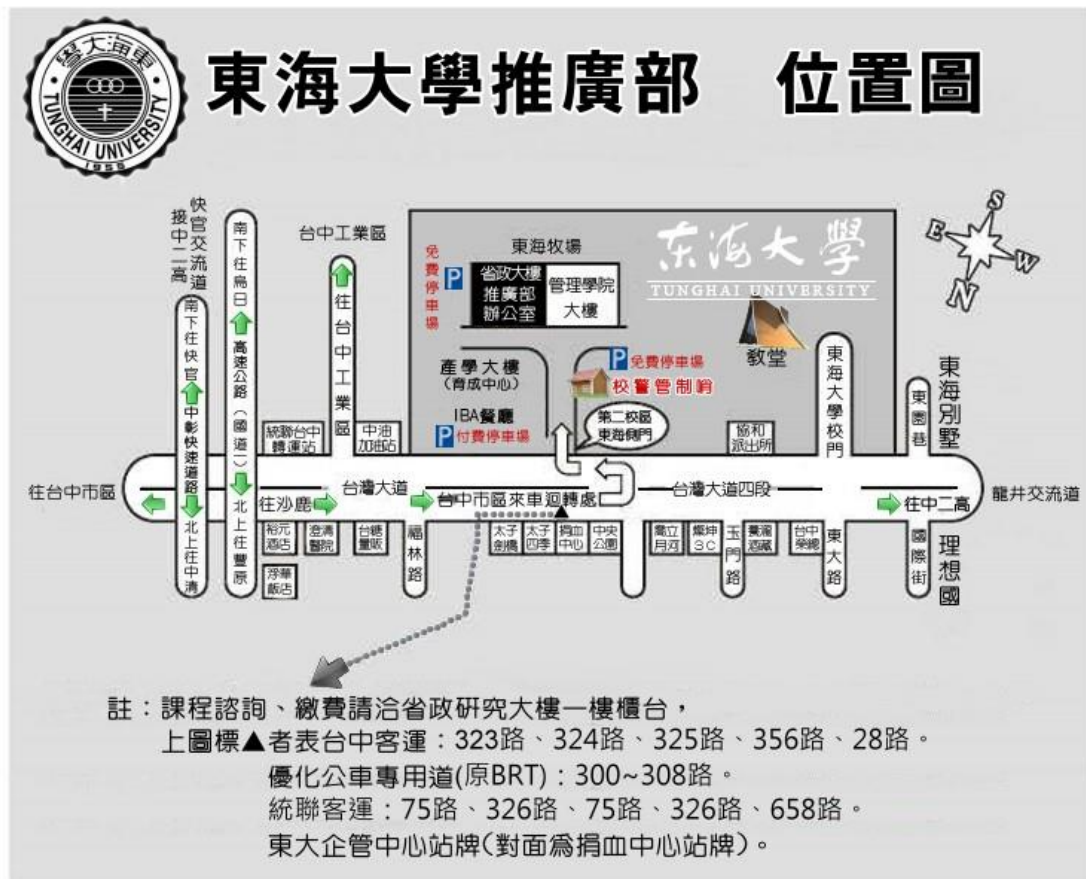 東海大學
TUNGHAI UNIVERSITY
1955
東海大學推廣部 位置圖
快官交流道
接中二高
南下往快官
中彰快速道路
北上往中清
南下往烏日
高速公路(國道一)
北上往豐原
台中工業區
往台中工業區
免費停車場
P
東海牧場
省政大樓
推廣部
辦公室
管理學院
大樓
东海大學
TUNGHAI UNIVERSITY
S
E
W
N
教堂
產學大樓
(育成中心)
P 免費停車場
校警管制哨
IBA餐廳
P 付費停車場
第二校區
東海側門
東海大學校門
東園巷
東海別墅
統聯台中
轉運站
中油
加油站
協和
派出所
往台中市區
往沙鹿
台灣大道
台中市區來車迴轉處
台灣大道四段
往中二高
龍井交流道
裕元
酒店
澄清
醫院
台糖
量販
福林路
太子
劍橋
太子
四季
捐血
中心
中央
公園
喬立
月河
燦坤
3C
玉門路
台中
榮總
東大路
國際街
理想國
浮華
飯店
註:課程諮詢、繳費請洽省政研究大樓一樓櫃台,
上圖標▲者表台中客運:323路、324路、325路、356路、28路。
優化公車專用道(原BRT):300~308路。
統聯客運:75路、326路、75路、326路、658路。
東大企管中心站牌(對面為捐血中心站牌)。